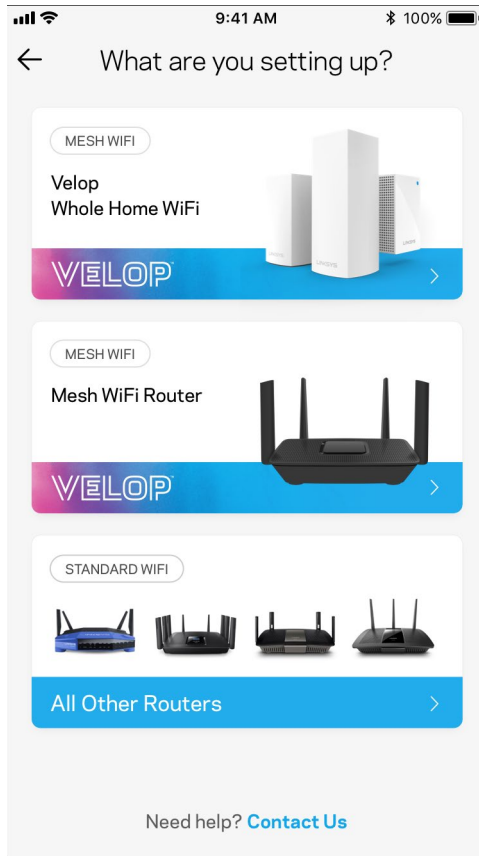 9:41 AM
100%
What are you setting up?
MESH WIFI
Velop
Whole Home WiFi
LINKSYS
VELOP
MESH WIFI
Mesh WiFi Router
VELOP
STANDARD WIFI
All Other Routers
Need help? Contact Us